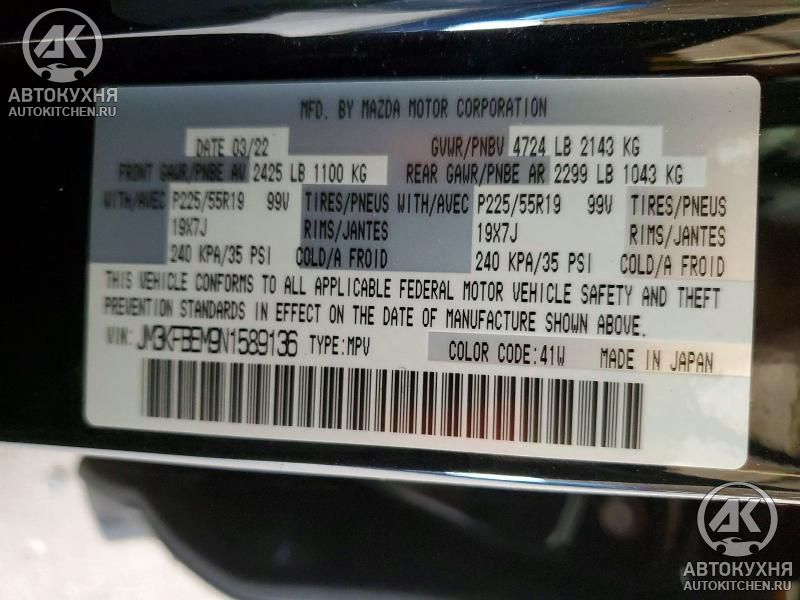 AK
АВТОКУХНЯ
AUTOKITCHEN.RU
MFD. BY MAZDA MOTOR CORPORATION
DATE 03/22 GVWR/PNBV 4724 LB 2143 KG
FRONT GAWR/PNBE AV 2425 LB 1100 KG REAR GAWR/PNBE AR 2299 LB 1043 KG
WITH/AVEC P225/55R19 99V TIRES/PNEUS WITH/AVEC P225/55R19 99V TIRES/PNEUS
19X7J RIMS/JANTES 19X7J RIMS/JANTES
240 KPA/35 PSI COLD/A FROID 240 KPA/35 PSI COLD/A FROID
THIS VEHICLE CONFORMS TO ALL APPLICABLE FEDERAL MOTOR VEHICLE SAFETY AND THEFT
PREVENTION STANDARDS IN EFFECT ON THE DATE OF MANUFACTURE SHOWN ABOVE.
VIN: JM3KFBEM9N1589136 TYPE:MPV COLOR CODE:41W MADE IN JAPAN
AK
АВТОКУХНЯ
AUTOKITCHEN.RU